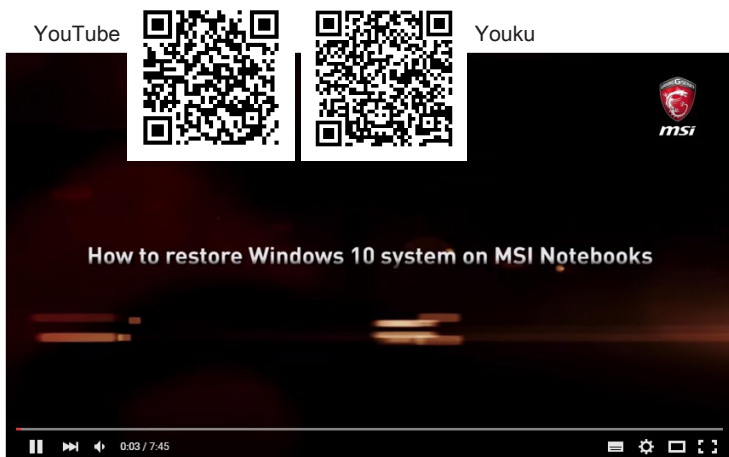 YouTube
Youku
msi
How to restore Windows 10 system on MSI Notebooks
0:03 / 7:45